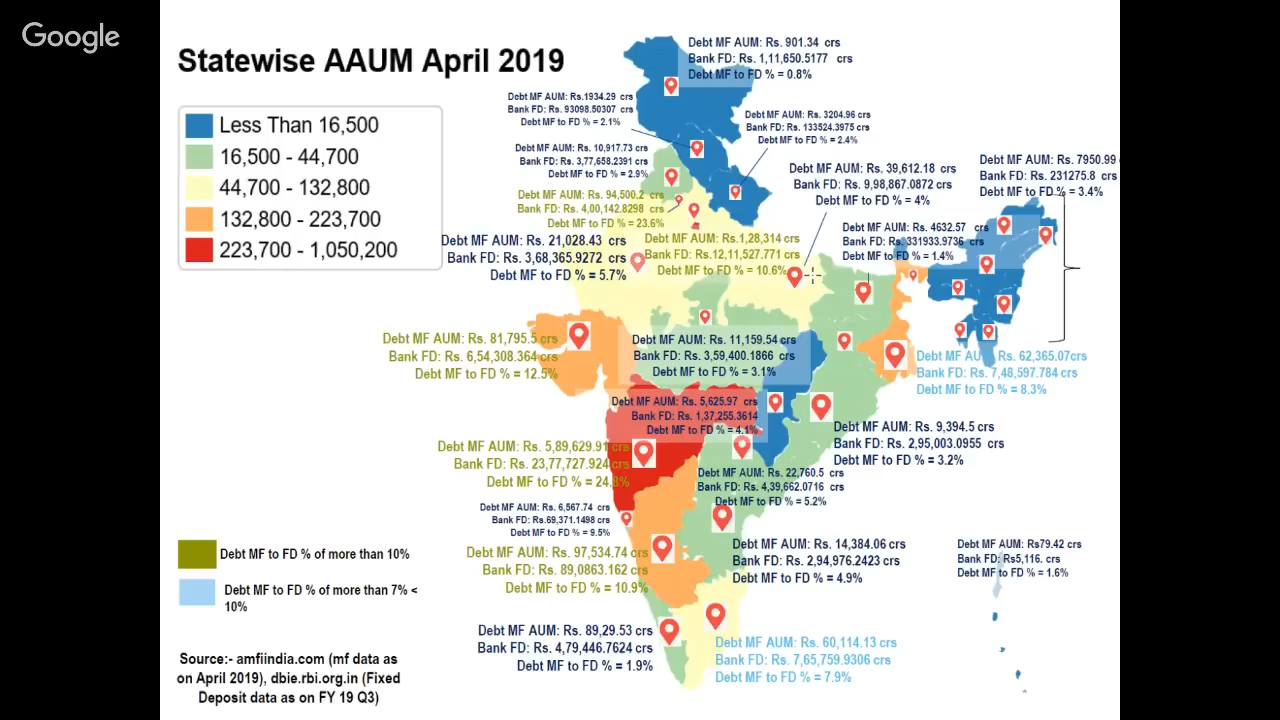 Google
Statewise AAUM April 2019
Less Than 16,500
16,500 - 44,700
44,700 - 132,800
132,800 - 223,700
223,700 - 1,050,200
Debt MF AUM: Rs. 901.34 crs
Bank FD: Rs. 1,11,650.5177 crs
Debt MF to FD % = 0.8%
Debt MF AUM: Rs.1934.29 crs
Bank FD: Rs. 93098.50307 crs
Debt MF to FD % = 2.1%
Debt MF AUM: Rs. 3204.96 crs
Bank FD: Rs. 133524.3975 crs
Debt MF to FD % = 2.4%
Debt MF AUM: Rs. 10,917.73 crs
Bank FD: Rs. 3,77,658.2391 crs
Debt MF to FD % = 2.9%
Debt MF AUM: Rs. 39,612.18 crs
Bank FD: Rs. 9,98,867.0872 crs
Debt MF to FD % = 4%
Debt MF AUM: Rs. 7950.99
Bank FD: Rs. 231275.8 crs
Debt MF to FD % = 3.4%
Debt MF AUM: Rs. 94,500.2 crs
Bank FD: Rs. 4,00,142.8298 crs
Debt MF to FD % = 23.6%
Debt MF AUM: Rs. 21,028.43 crs
Bank FD: Rs. 3,68,365.9272 crs
Debt MF to FD % = 5.7%
Debt MF AUM: Rs.1,28,314 crs
Bank FD: Rs.12,11,527.771 crs
Debt MF to FD % = 10.6%
Debt MF AUM: Rs. 4632.57 crs
Bank FD: Rs. 331933.9736 crs
Debt MF to FD % = 1.4%
Debt MF AUM: Rs. 81,795.5 crs
Bank FD: Rs. 6,54,308.364 crs
Debt MF to FD % = 12.5%
Debt MF AUM: Rs. 11,159.54 crs
Bank FD: Rs. 3,59,400.1866 crs
Debt MF to FD % = 3.1%
Debt MF AUM: Rs. 62,365.07crs
Bank FD: Rs. 7,48,597.784 crs
Debt MF to FD % = 8.3%
Debt MF AUM: Rs. 5,625.97 crs
Bank FD: Rs. 1,37,255.3614
Debt MF to FD % = 4.1%
Debt MF AUM: Rs. 9,394.5 crs
Bank FD: Rs. 2,95,003.0955 crs
Debt MF to FD % = 3.2%
Debt MF AUM: Rs. 5,89,629.91 crs
Bank FD: Rs. 23,77,727.924 crs
Debt MF to FD % = 24.8%
Debt MF AUM: Rs. 22,760.5 crs
Bank FD: Rs. 4,39,662.0716 crs
Debt MF to FD % = 5.2%
Debt MF AUM: Rs. 6,567.74 crs
Bank FD: Rs.69,371.1498 crs
Debt MF to FD % = 9.5%
Debt MF AUM: Rs. 97,534.74 crs
Bank FD: Rs. 89,0863.162 crs
Debt MF to FD % = 10.9%
Debt MF AUM: Rs. 14,384.06 crs
Bank FD: Rs. 2,94,976.2423 crs
Debt MF to FD % = 4.9%
Debt MF AUM: Rs79.42 crs
Bank FD: Rs5,116. crs
Debt MF to FD % = 1.6%
Debt MF to FD % of more than 10%
Debt MF to FD % of more than 7% <
10%
Debt MF AUM: Rs. 89,29.53 crs
Bank FD: Rs. 4,79,446.7624 crs
Debt MF to FD % = 1.9%
Debt MF AUM: Rs. 60,114.13 crs
Bank FD: Rs. 7,65,759.9306 crs
Debt MF to FD % = 7.9%
Source:- amfiindia.com (mf data as
on April 2019), dbie.rbi.org.in (Fixed
Deposit data as on FY 19 Q3)